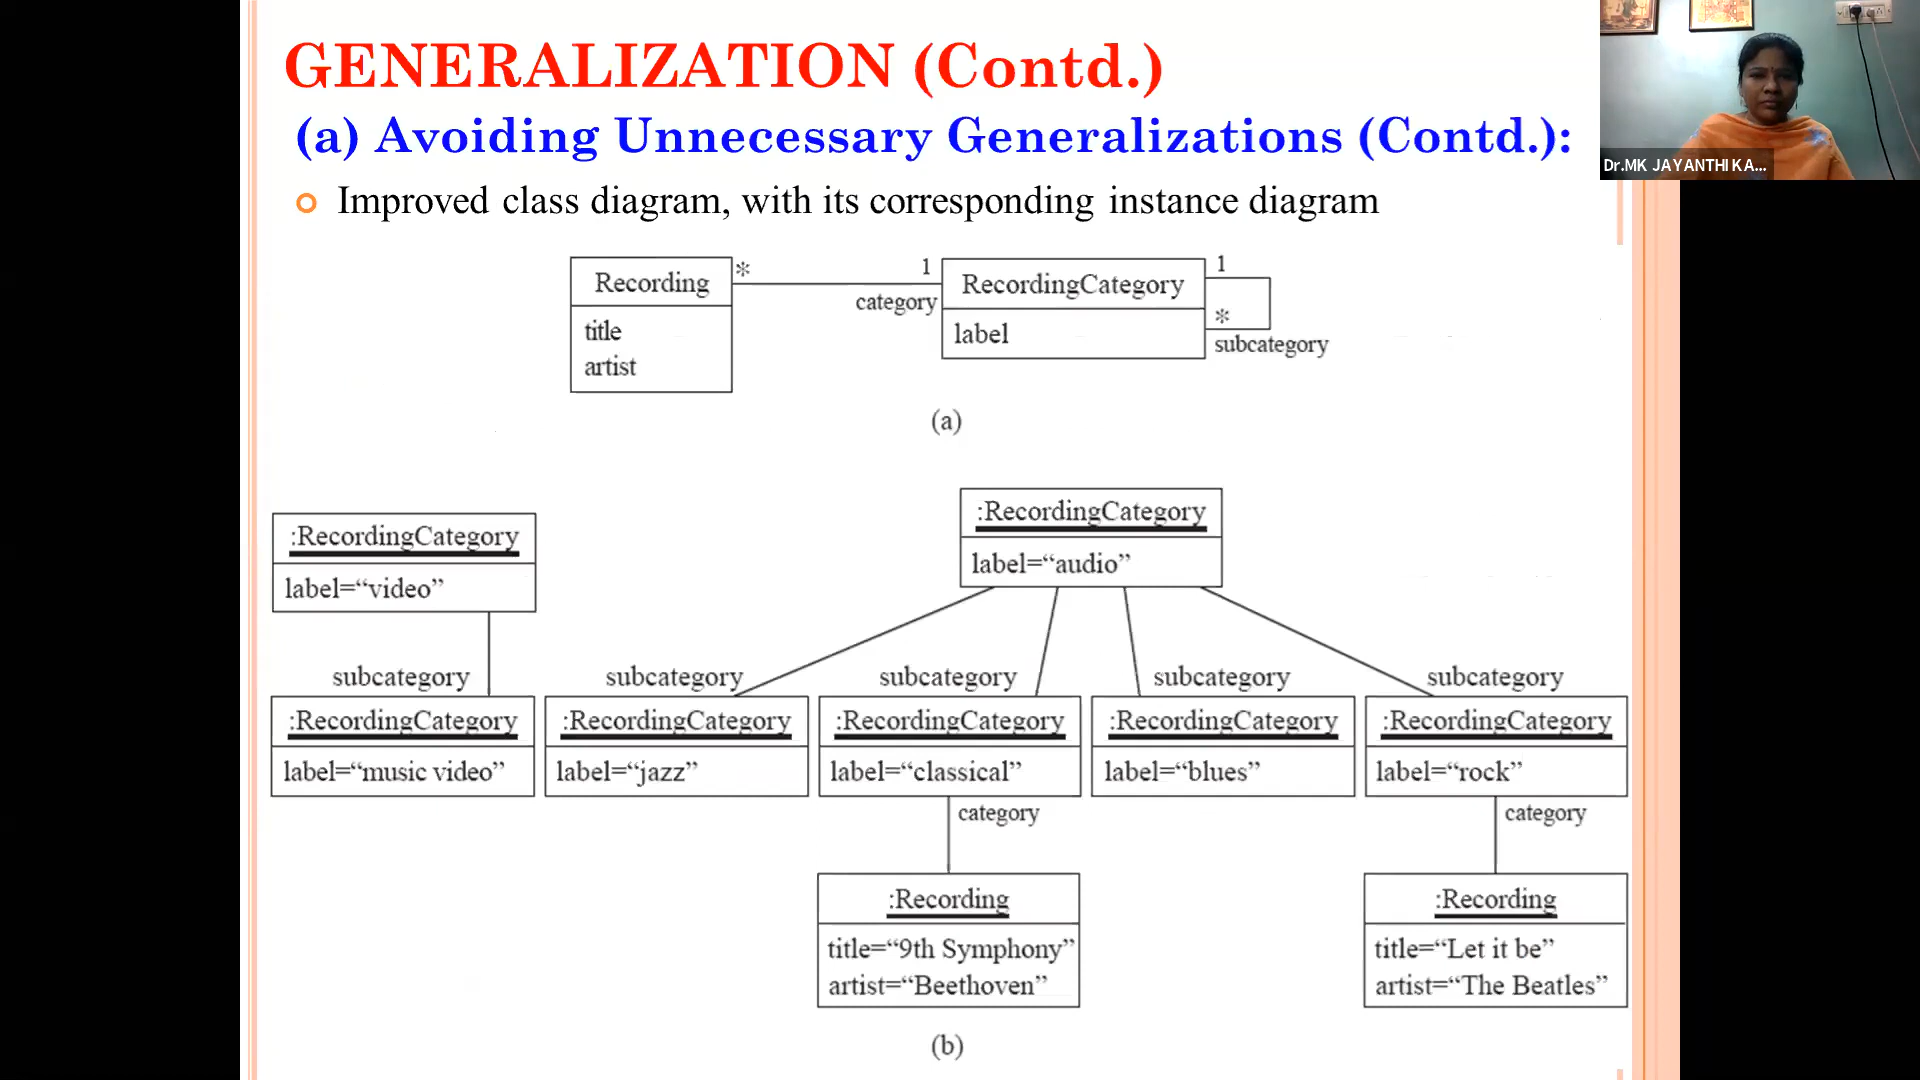 GENERALIZATION (Contd.)
(a) Avoiding Unnecessary Generalizations (Contd.):
Improved class diagram, with its corresponding instance diagram
Dr.MK JAYANTHI KA...
Recording
*
1
category
RecordingCategory
1
*
subcategory
title
artist
label
(a)
:RecordingCategory
label=“video”
:RecordingCategory
label=“audio”
subcategory
subcategory
subcategory
subcategory
subcategory
:RecordingCategory
label=“music video”
:RecordingCategory
label=“jazz”
:RecordingCategory
label=“classical”
:RecordingCategory
label=“blues”
:RecordingCategory
label=“rock”
category
category
:Recording
title=“9th Symphony”
artist=“Beethoven”
:Recording
title=“Let it be”
artist=“The Beatles”
(b)